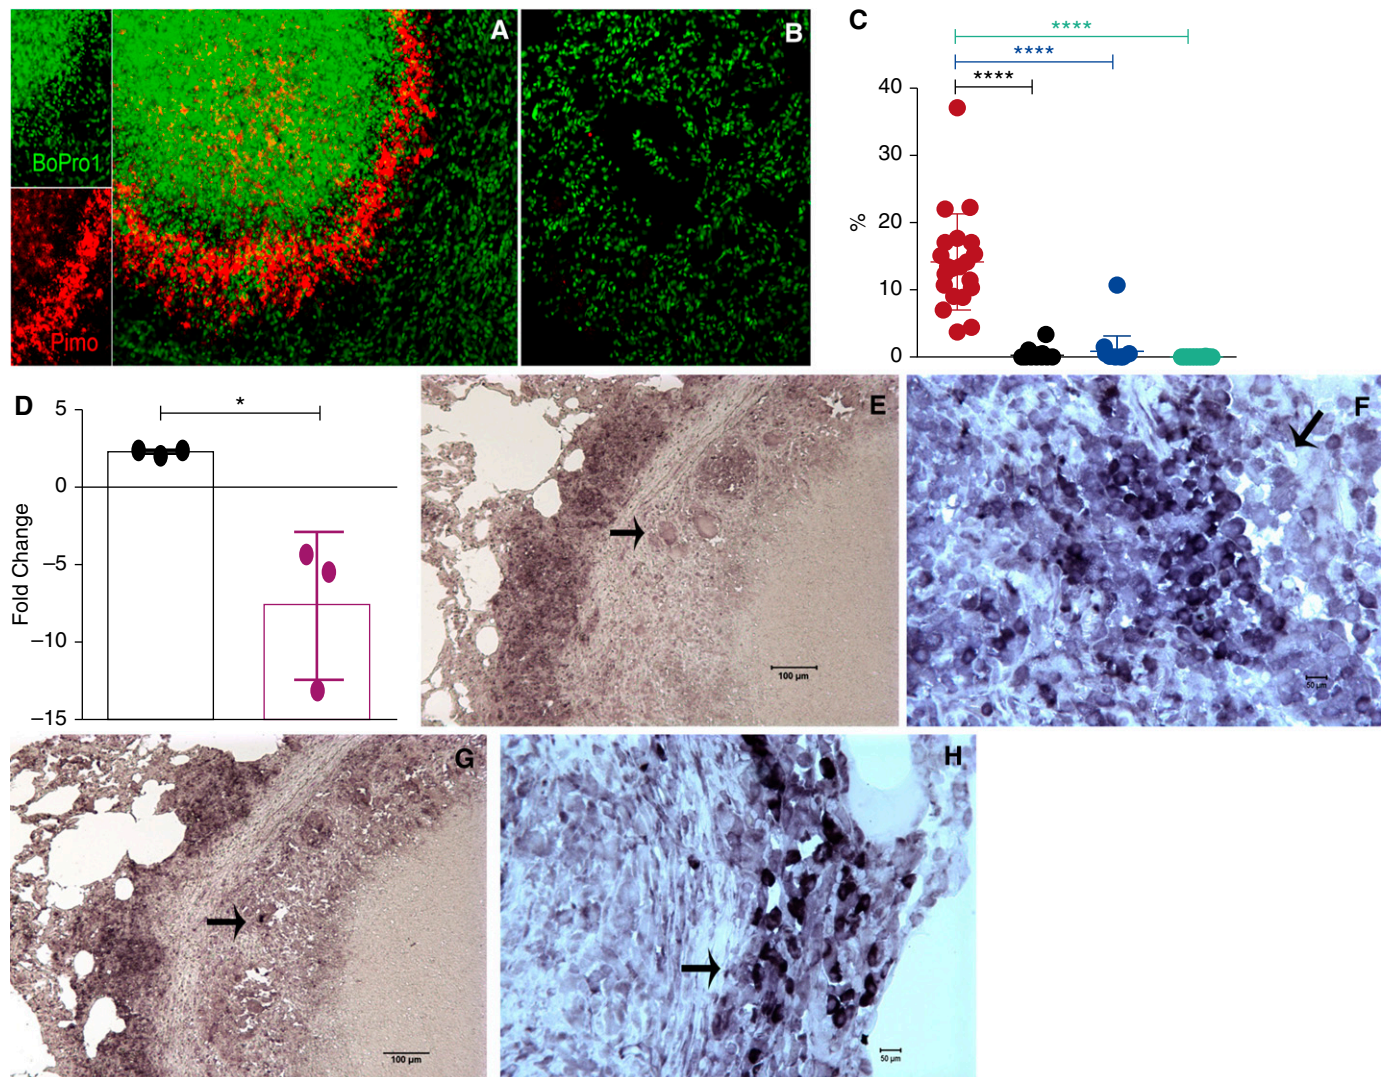 A
BoPro1
Pimo
B
C
****
****
****
40
30
20
10
0
%
D
*
5
0
−5
−10
−15
Fold Change
E
100 µm
F
50 µm
G
100 µm
H
50 µm